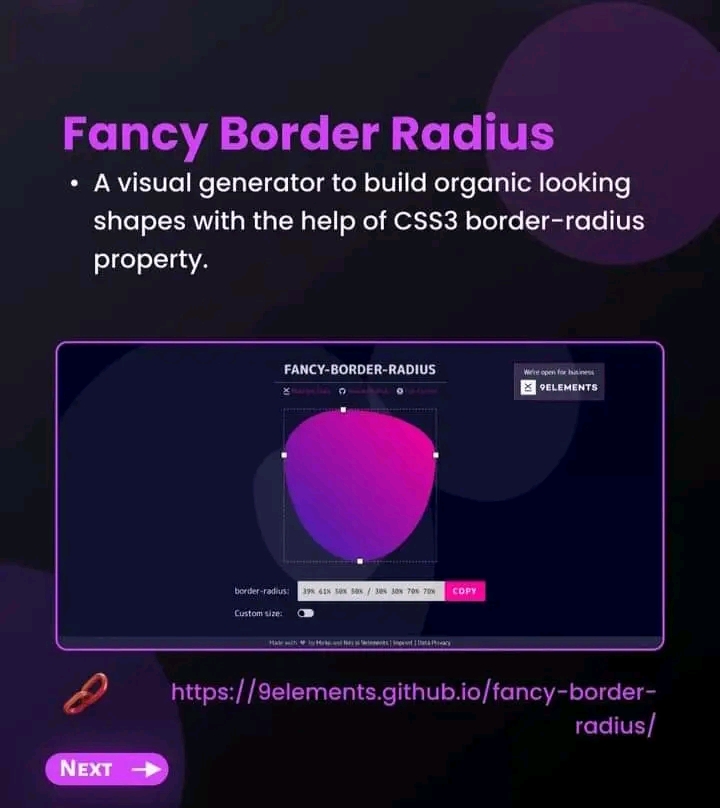 Fancy Border Radius
• A visual generator to build organic looking
shapes with the help of CSS3 border-radius
property.
FANCY-BORDER-RADIUS
We're open for business
9ELEMENTS
border-radius:
39% 61% 50% 50% / 30% 30% 70% 70%
COPY
Custom size:
Made with ♥ by Mirko and Nils @ 9elements | Imprint | Data Privacy
https://9elements.github.io/fancy-border-
radius/
NEXT